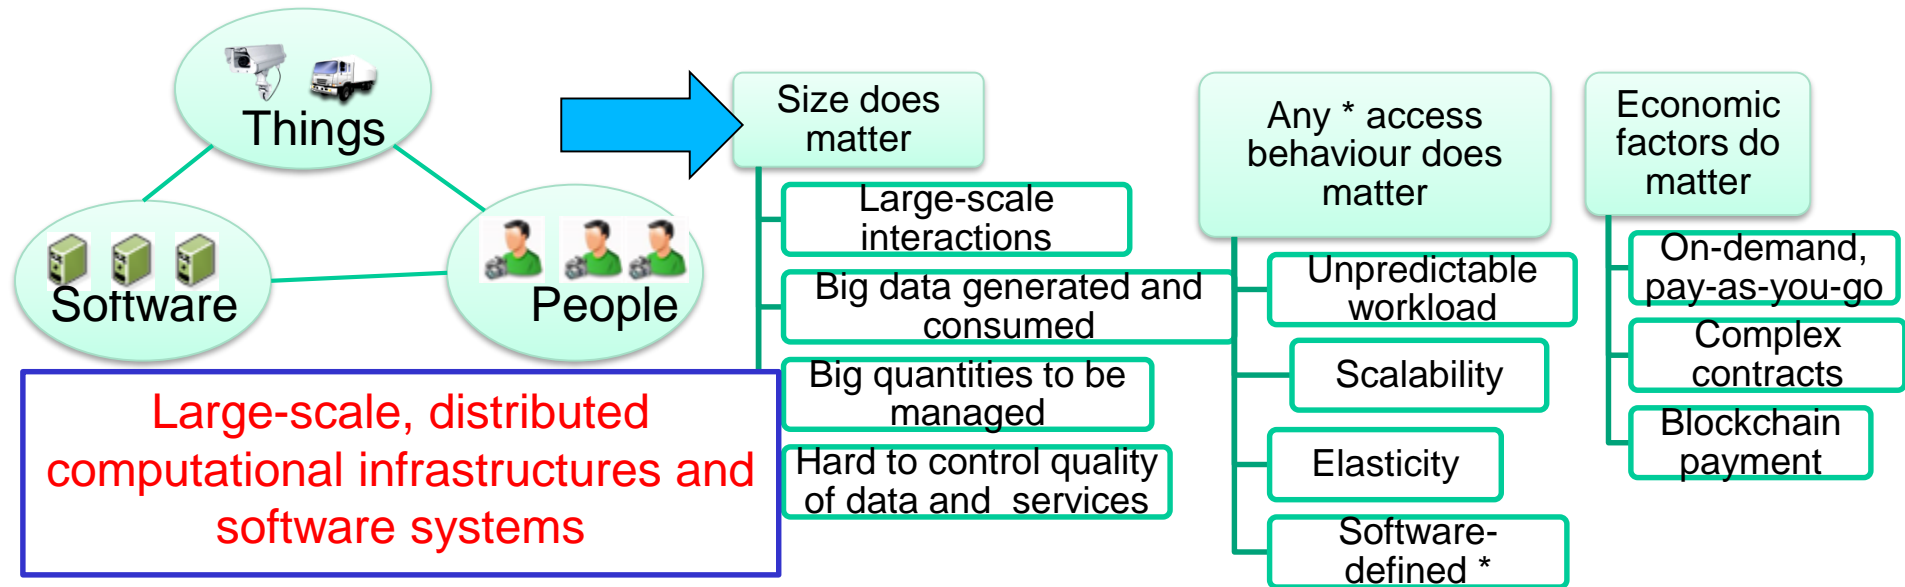 Things
Software
People
Large-scale, distributed
computational infrastructures and
software systems
Size does
matter
Large-scale
interactions
Big data generated and
consumed
Big quantities to be
managed
Hard to control quality
of data and services
Any * access
behaviour does
matter
Unpredictable
workload
Scalability
Elasticity
Software-
defined *
Economic
factors do
matter
On-demand,
pay-as-you-go
Complex
contracts
Blockchain
payment